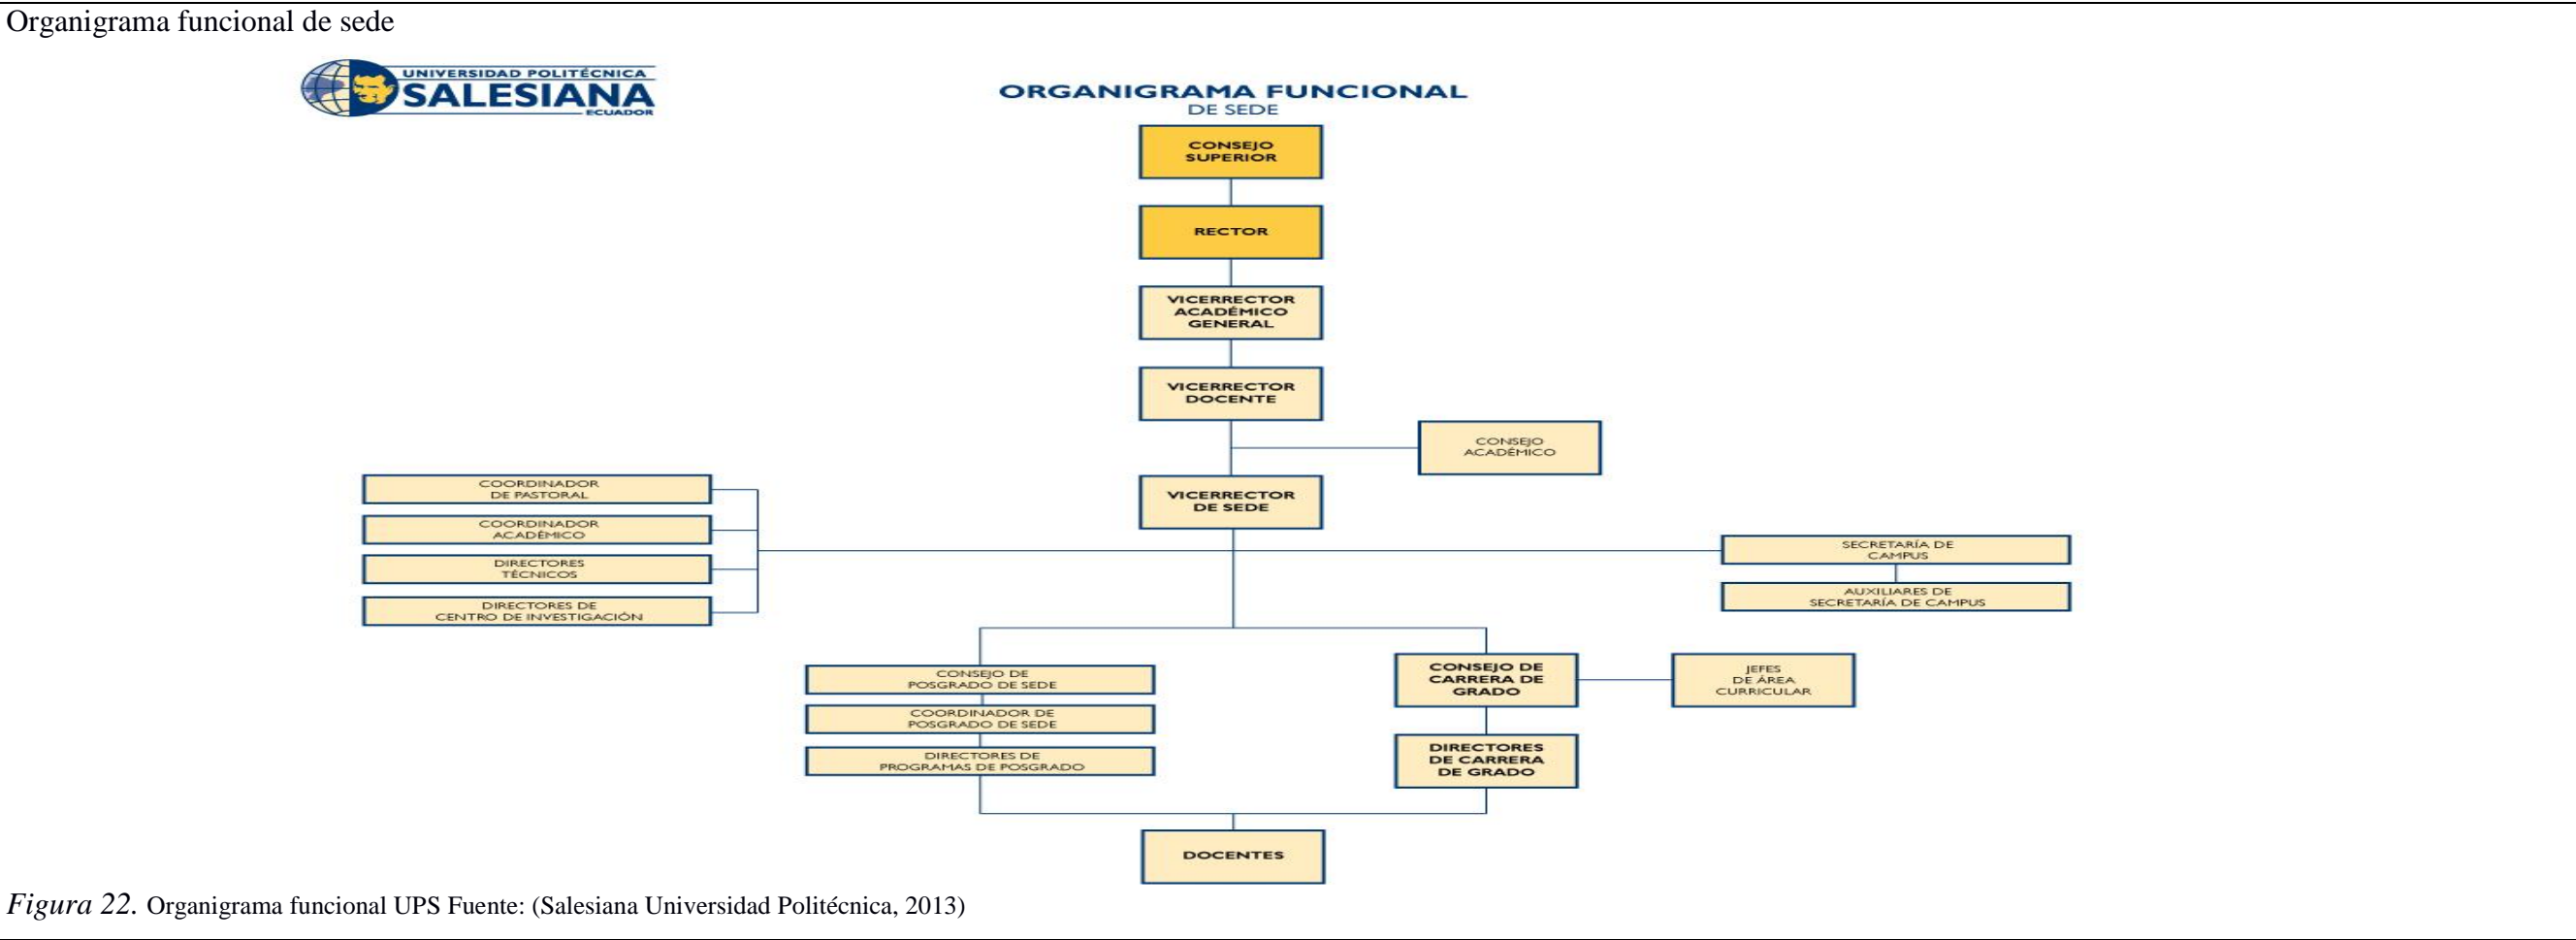 Organigrama funcional de sede
UNIVERSIDAD POLITÉCNICA
SALESIANA
ECUADOR
ORGANIGRAMA FUNCIONAL
DE SEDE
CONSEJO
SUPERIOR
RECTOR
VICERRECTOR
ACADÉMICO
GENERAL
VICERRECTOR
DOCENTE
CONSEJO
ACADÉMICO
VICERRECTOR
DE SEDE
COORDINADOR
DE PASTORAL
COORDINADOR
ACADÉMICO
DIRECTORES
TÉCNICOS
DIRECTORES DE
CENTRO DE INVESTIGACIÓN
SECRETARÍA DE
CAMPUS
AUXILIARES DE
SECRETARÍA DE CAMPUS
CONSEJO DE
POSGRADO DE SEDE
COORDINADOR DE
POSGRADO DE SEDE
DIRECTORES DE
PROGRAMAS DE POSGRADO
CONSEJO DE
CARRERA DE
GRADO
JEFES
DE ÁREA
CURRICULAR
DIRECTORES
DE CARRERA
DE GRADO
DOCENTES
Figura 22. Organigrama funcional UPS Fuente: (Salesiana Universidad Politécnica, 2013)